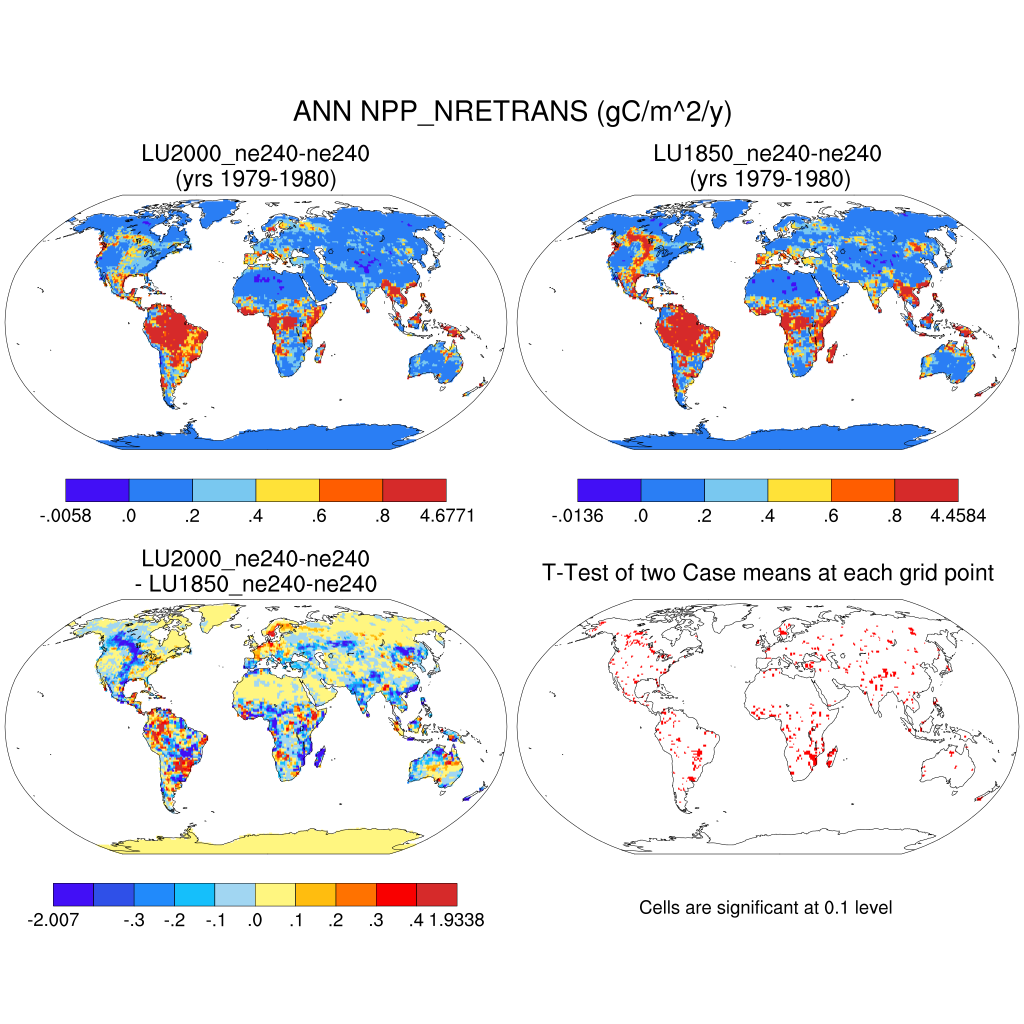 ANN NPP_NRETRANS (gC/m^2/y)
LU2000_ne240-ne240
(yrs 1979-1980)
LU1850_ne240-ne240
(yrs 1979-1980)
-.0058 .0 .2 .4 .6 .8 4.6771
-.0136 .0 .2 .4 .6 .8 4.4584
LU2000_ne240-ne240
- LU1850_ne240-ne240
T-Test of two Case means at each grid point
-2.007 -.3 -.2 -.1 .0 .1 .2 .3 .4 1.9338
Cells are significant at 0.1 level